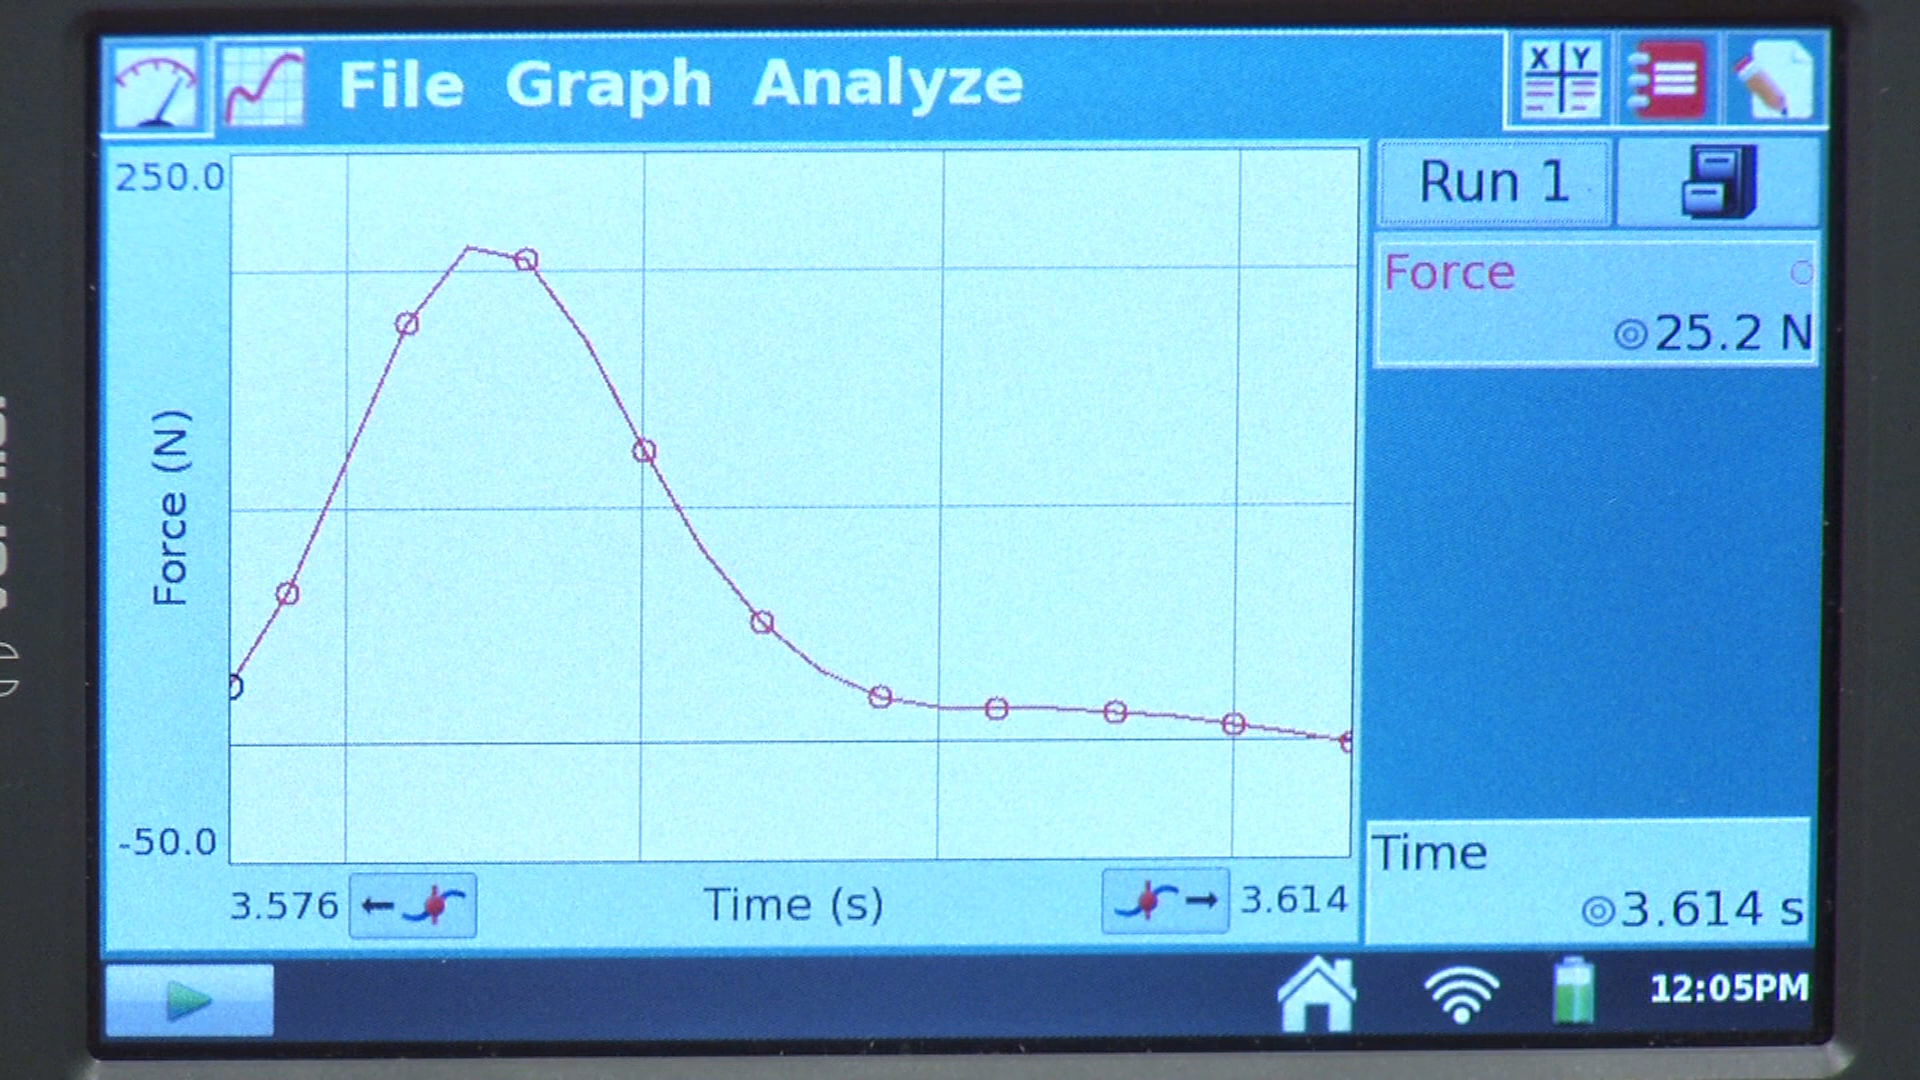 File Graph Analyze
X Y
250.0
Run 1
Force
25.2 N
Force (N)
-50.0
3.576
Time (s)
3.614
Time
3.614 s
12:05PM